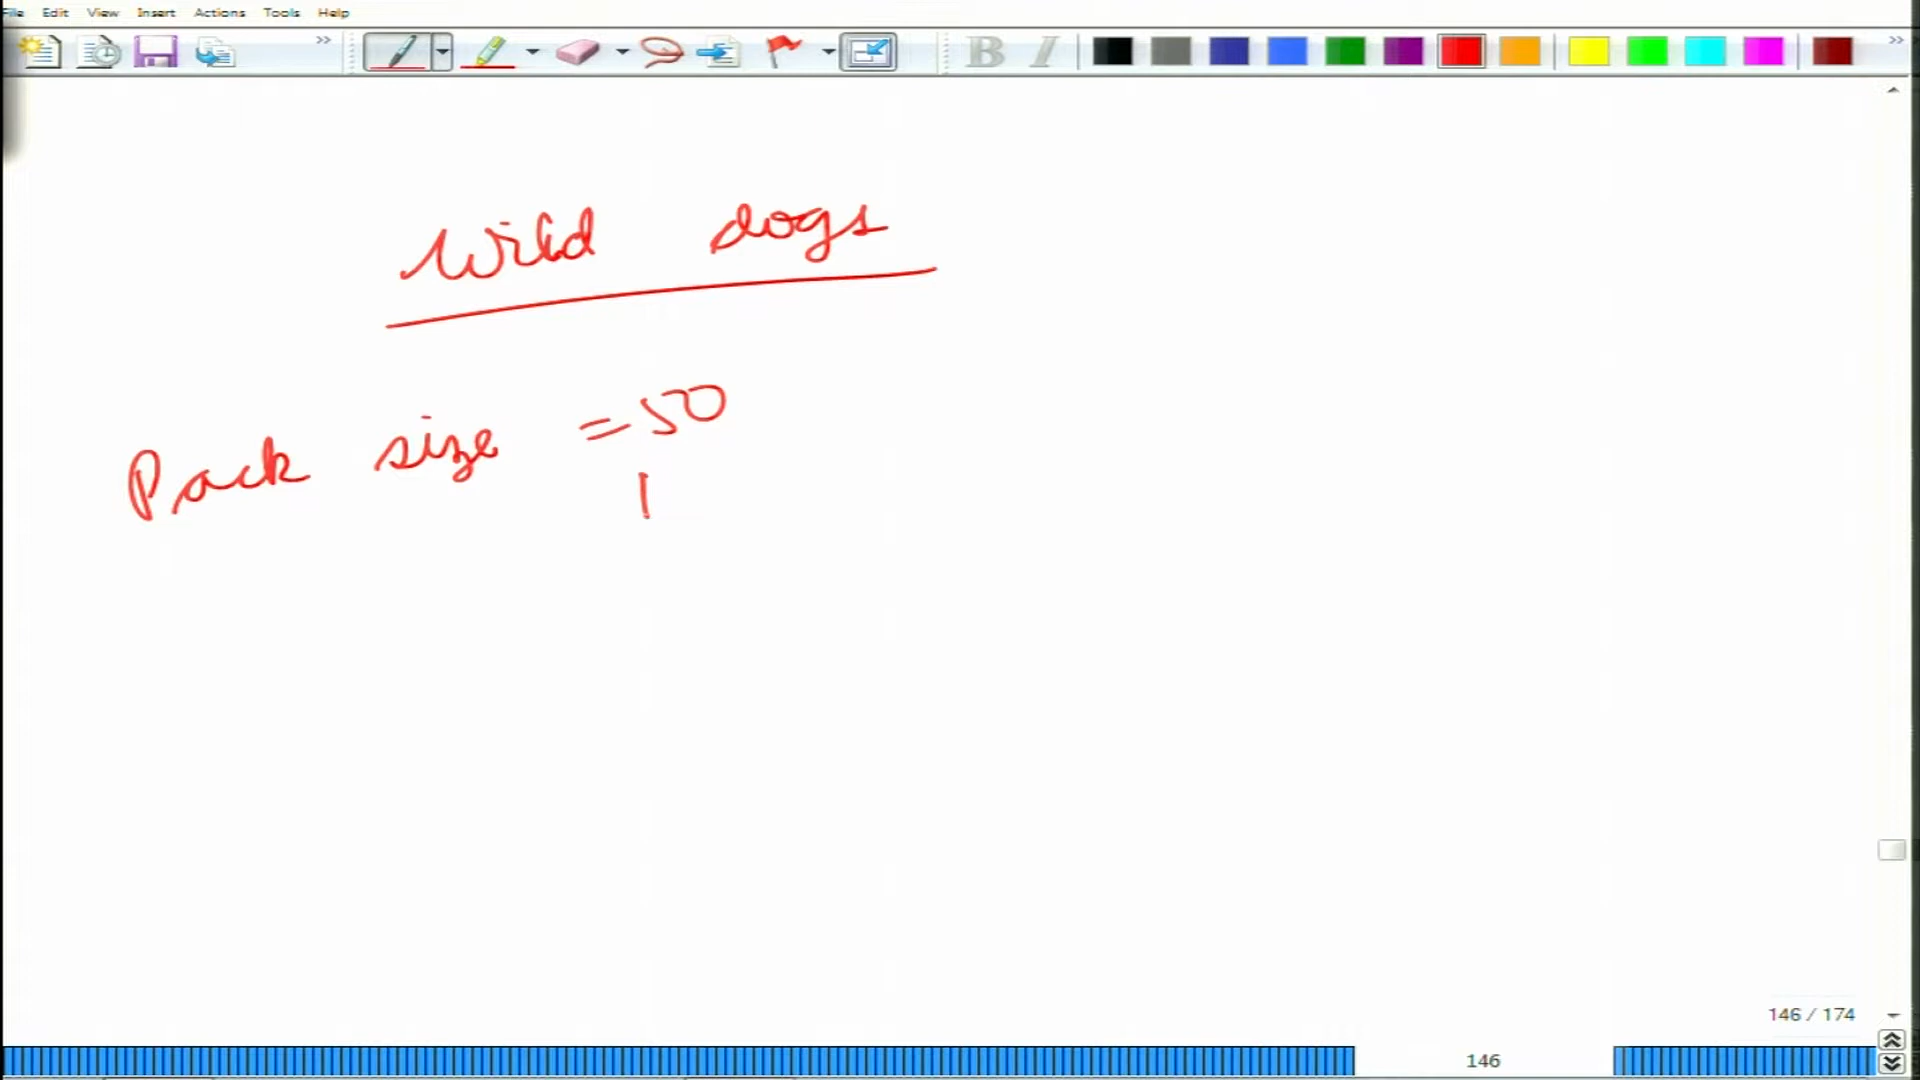 File Edit View Insert Actions Tools Help
B I
Wild dogs
Pack size = 50
1
146 / 174
146